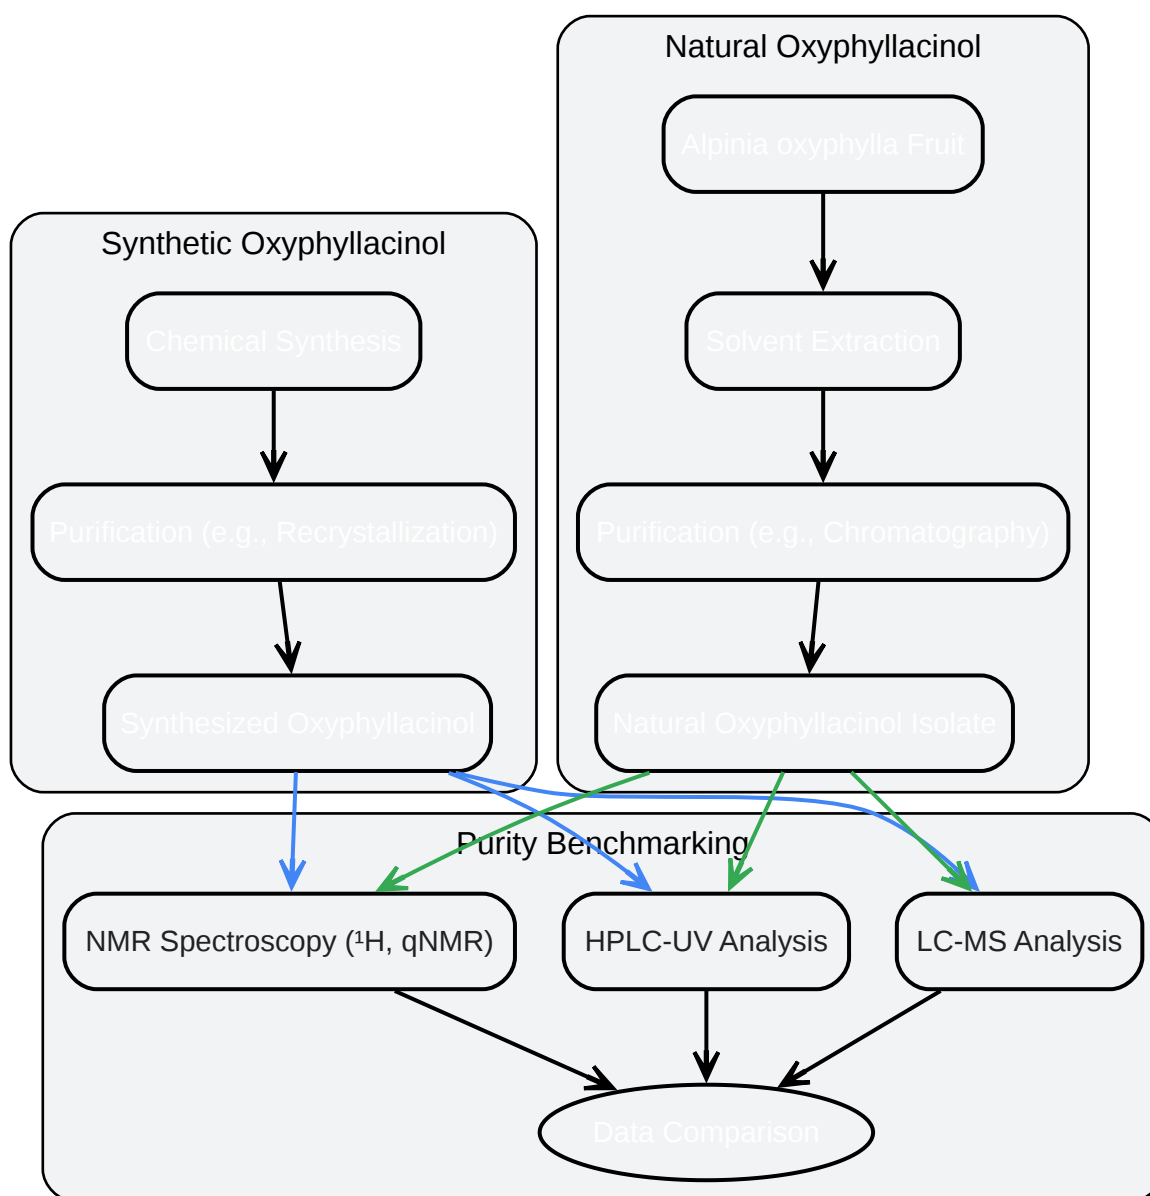 Natural Oxyphyllacinol
Alpinia oxyphylla Fruit
Solvent Extraction
Purification (e.g., Chromatography)
Natural Oxyphyllacinol Isolate
Synthetic Oxyphyllacinol
Chemical Synthesis
Purification (e.g., Recrystallization)
Synthesized Oxyphyllacinol
Purity Benchmarking
NMR Spectroscopy (¹H, qNMR)
HPLC-UV Analysis
LC-MS Analysis
Data Comparison